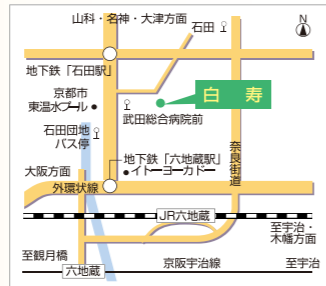 山科・名神・大津方面
石田
N
地下鉄「石田駅」
京都市
東温水プール
白寿
武田総合病院前
石田団地
バス停
奈良街道
大阪方面
地下鉄「六地蔵駅」
イトーヨーカドー
外環状線
JR六地蔵
至宇治・
木幡方面
至観月橋
六地蔵
京阪宇治線
至宇治